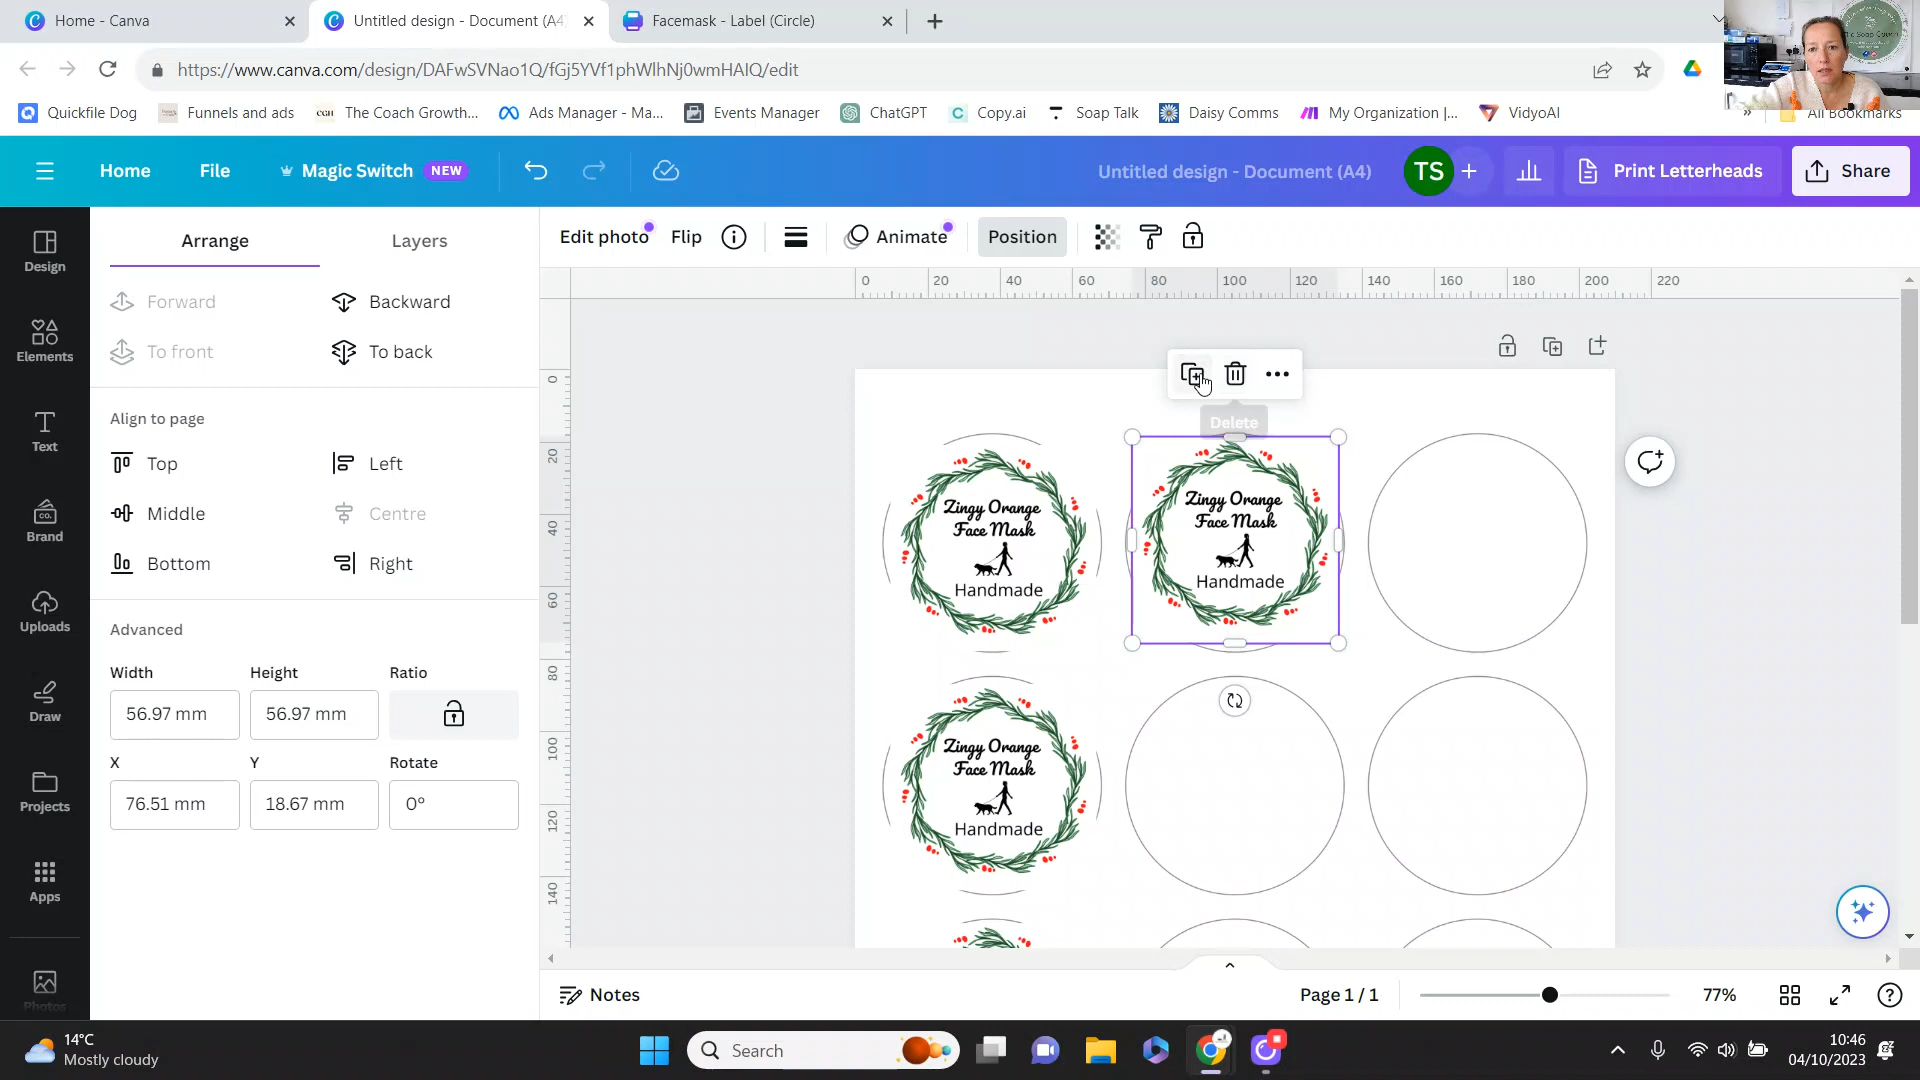 Home - Canva
Untitled design - Document (A4)
Facemask - Label (Circle)
https://www.canva.com/design/DAFwSVNao1Q/fGj5YVf1phWlhNj0wmHAIQ/edit
Quickfile Dog
Funnels and ads
CGH
The Coach Growth...
Ads Manager - Ma...
Events Manager
ChatGPT
C
Copy.ai
Soap Talk
Daisy Comms
My Organization |...
VidyoAI
»
All Bookmarks
Home
File
Magic Switch
NEW
Untitled design - Document (A4)
TS
Print Letterheads
Share
Design
Elements
Text
Brand
Uploads
Draw
Projects
Apps
Photos
Arrange
Layers
Forward
Backward
To front
To back
Align to page
Top
Left
Middle
Centre
Bottom
Right
Advanced
Width
Height
Ratio
56.97 mm
56.97 mm
X
Y
Rotate
76.51 mm
18.67 mm
0°
Edit photo
Flip
Animate
Position
0 20 40 60 80 100 120 140 160 180 200 220
0
20
40
60
80
100
120
140
Delete
Zingy Orange
Face Mask
Handmade
Zingy Orange
Face Mask
Handmade
Zingy Orange
Face Mask
Handmade
Notes
Page 1 / 1
77%
14°C
Mostly cloudy
Search
10:46
04/10/2023